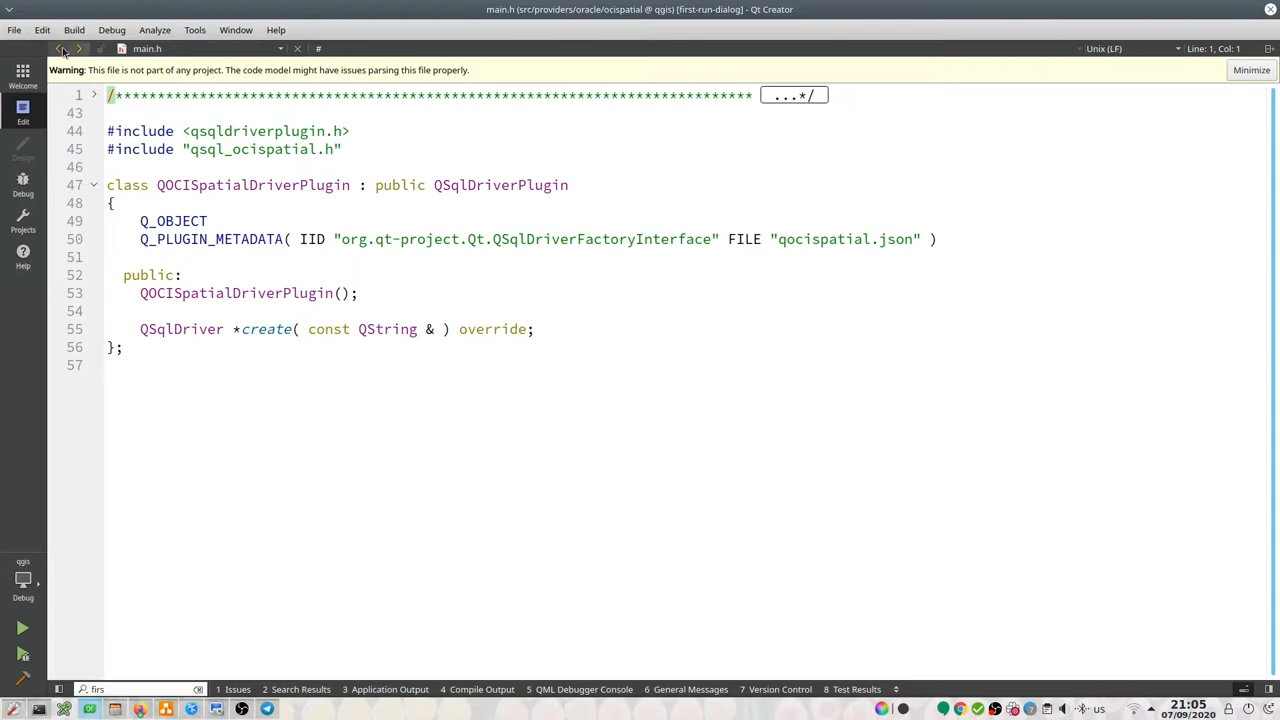 main.h (src/providers/oracle/ocispatial @ qgis) [first-run-dialog] - Qt Creator
File Edit Build Debug Analyze Tools Window Help
main.h # Unix (LF) Line: 1, Col: 1
Warning: This file is not part of any project. The code model might have issues parsing this file properly. Minimize
Welcome
Edit
Design
Debug
Projects
Help
1 /***************************************************************************** ...*/
43
44 #include <qsqldriverplugin.h>
45 #include "qsql_ocispatial.h"
46
47 class QOCISpatialDriverPlugin : public QSqlDriverPlugin
48 {
49 Q_OBJECT
50 Q_PLUGIN_METADATA( IID "org.qt-project.Qt.QSqlDriverFactoryInterface" FILE "qocispatial.json" )
51
52 public:
53 QOCISpatialDriverPlugin();
54
55 QSqlDriver *create( const QString & ) override;
56 };
57
qgis
Debug
firs 1 Issues 2 Search Results 3 Application Output 4 Compile Output 5 QML Debugger Console 6 General Messages 7 Version Control 8 Test Results
us 21:05
07/09/2020